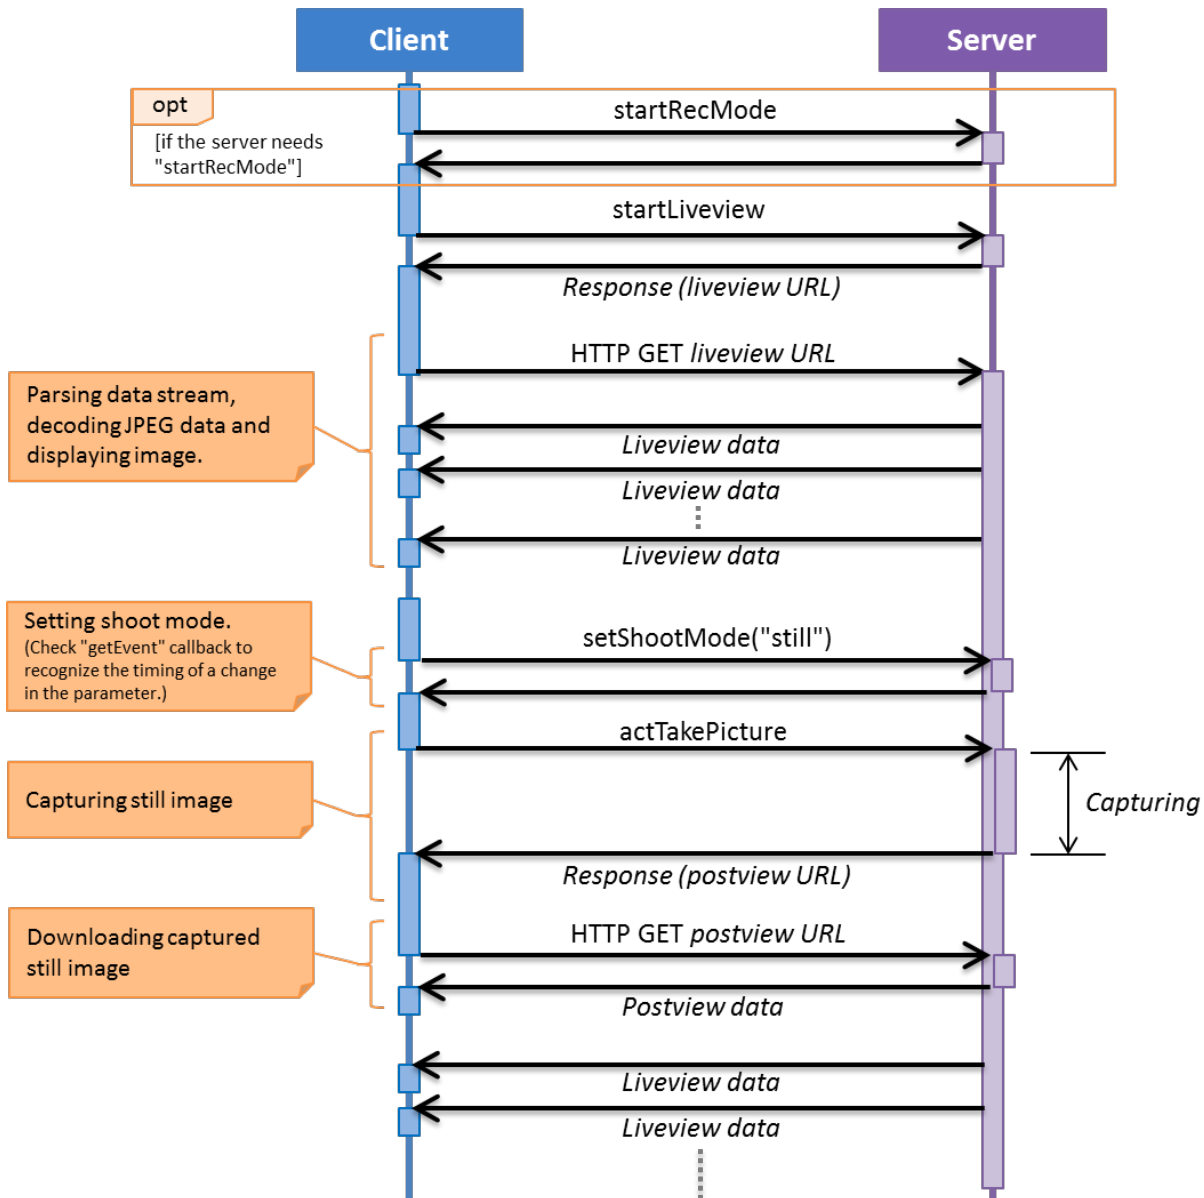 Client
Server
opt
[if the server needs
"startRecMode"]
startRecMode
startLiveview
Response (liveview URL)
HTTP GET liveview URL
Parsing data stream,
decoding JPEG data and
displaying image.
Liveview data
Liveview data
Liveview data
Setting shoot mode.
(Check "getEvent" callback to
recognize the timing of a change
in the parameter.)
setShootMode("still")
actTakePicture
Capturing still image
Capturing
Response (postview URL)
Downloading captured
still image
HTTP GET postview URL
Postview data
Liveview data
Liveview data